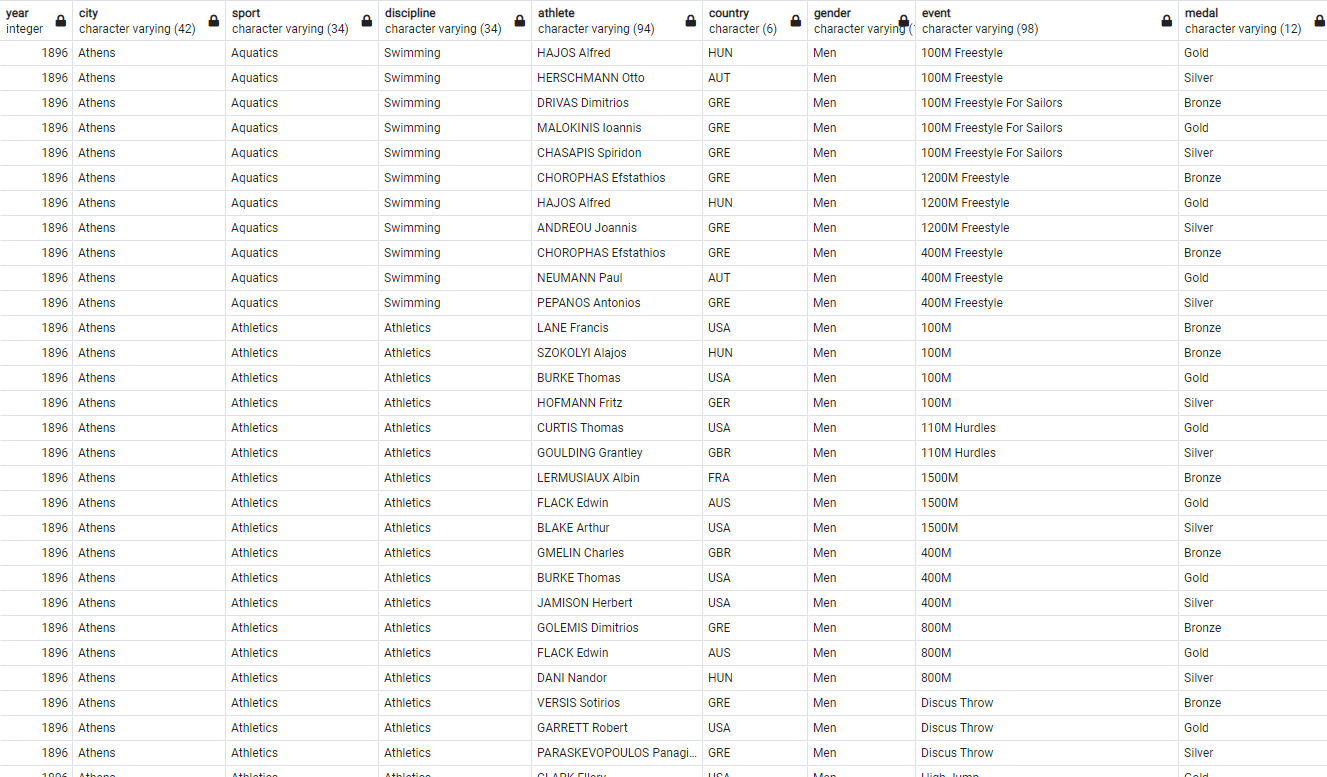 year city sport discipline athlete country gender event medal
integer character varying (42) character varying (34) character varying (34) character varying (94) character (6) character varying ( character varying (98) character varying (12)
1896 Athens Aquatics Swimming HAJOS Alfred HUN Men 100M Freestyle Gold
1896 Athens Aquatics Swimming HERSCHMANN Otto AUT Men 100M Freestyle Silver
1896 Athens Aquatics Swimming DRIVAS Dimitrios GRE Men 100M Freestyle For Sailors Bronze
1896 Athens Aquatics Swimming MALOKINIS Ioannis GRE Men 100M Freestyle For Sailors Gold
1896 Athens Aquatics Swimming CHASAPIS Spiridon GRE Men 100M Freestyle For Sailors Silver
1896 Athens Aquatics Swimming CHOROPHAS Efstathios GRE Men 1200M Freestyle Bronze
1896 Athens Aquatics Swimming HAJOS Alfred HUN Men 1200M Freestyle Gold
1896 Athens Aquatics Swimming ANDREOU Joannis GRE Men 1200M Freestyle Silver
1896 Athens Aquatics Swimming CHOROPHAS Efstathios GRE Men 400M Freestyle Bronze
1896 Athens Aquatics Swimming NEUMANN Paul AUT Men 400M Freestyle Gold
1896 Athens Aquatics Swimming PEPANOS Antonios GRE Men 400M Freestyle Silver
1896 Athens Athletics Athletics LANE Francis USA Men 100M Bronze
1896 Athens Athletics Athletics SZOKOLYI Alajos HUN Men 100M Bronze
1896 Athens Athletics Athletics BURKE Thomas USA Men 100M Gold
1896 Athens Athletics Athletics HOFMANN Fritz GER Men 100M Silver
1896 Athens Athletics Athletics CURTIS Thomas USA Men 110M Hurdles Gold
1896 Athens Athletics Athletics GOULDING Grantley GBR Men 110M Hurdles Silver
1896 Athens Athletics Athletics LERMUSIAUX Albin FRA Men 1500M Bronze
1896 Athens Athletics Athletics FLACK Edwin AUS Men 1500M Gold
1896 Athens Athletics Athletics BLAKE Arthur USA Men 1500M Silver
1896 Athens Athletics Athletics GMELIN Charles GBR Men 400M Bronze
1896 Athens Athletics Athletics BURKE Thomas USA Men 400M Gold
1896 Athens Athletics Athletics JAMISON Herbert USA Men 400M Silver
1896 Athens Athletics Athletics GOLEMIS Dimitrios GRE Men 800M Bronze
1896 Athens Athletics Athletics FLACK Edwin AUS Men 800M Gold
1896 Athens Athletics Athletics DANI Nandor HUN Men 800M Silver
1896 Athens Athletics Athletics VERSIS Sotirios GRE Men Discus Throw Bronze
1896 Athens Athletics Athletics GARRETT Robert USA Men Discus Throw Gold
1896 Athens Athletics Athletics PARASKEVOPOULOS Panagi... GRE Men Discus Throw Silver
1896 Athens Athletics Athletics CLARK Ellery USA Men High Jump Gold